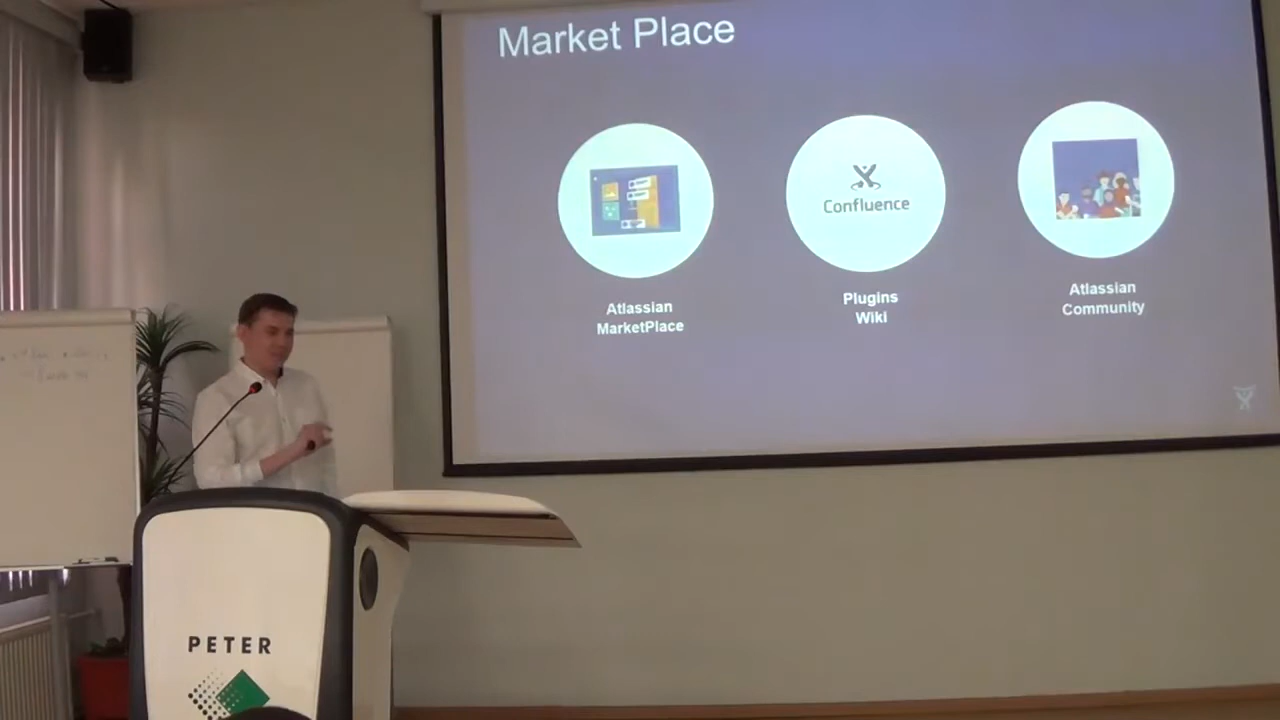 Market Place
Confluence
Atlassian
MarketPlace
Plugins
Wiki
Atlassian
Community
PETER